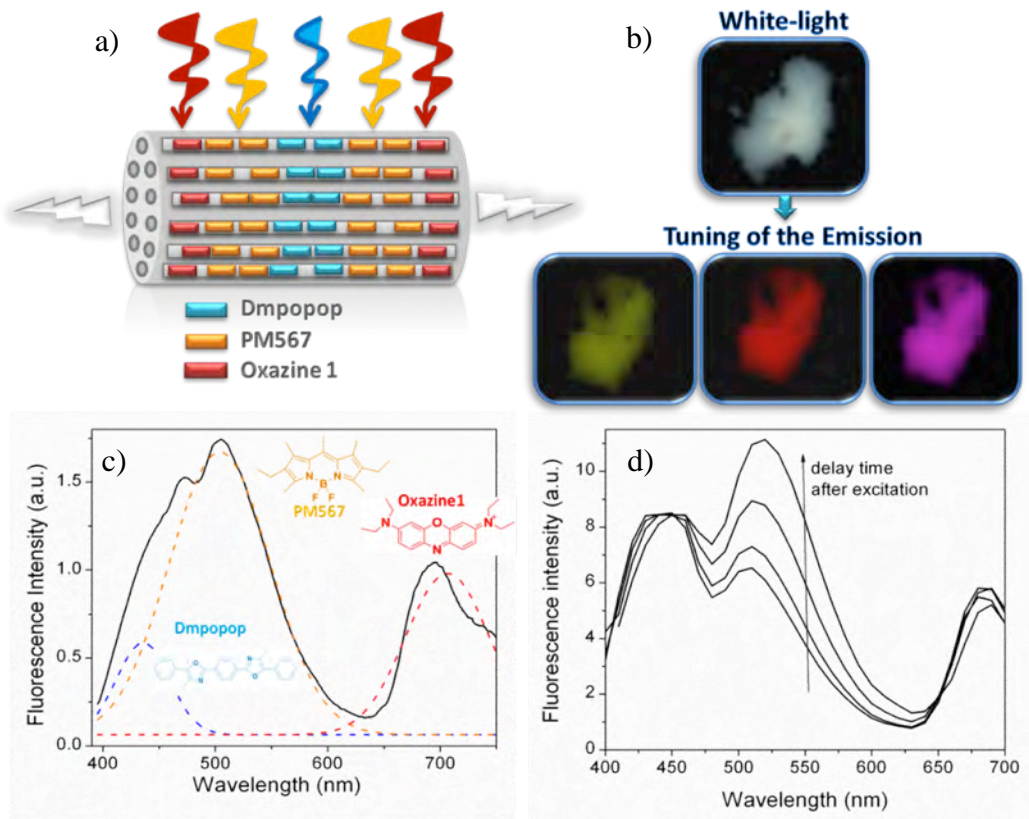 a)
Dmpopop
PM567
Oxazine 1
b)
White-light
Tuning of the Emission
c)
Fluorescence Intensity (a.u.)
1.5
1.0
0.5
0.0
400
500
600
700
Wavelength (nm)
N
N
B
F
F
PM567
Oxazine1
N
O
N⁺
N
Dmpopop
O
N
N
O
d)
Fluorescence intensity (a.u.)
10
8
6
4
2
0
400
450
500
550
600
650
700
Wavelength (nm)
delay time
after excitation